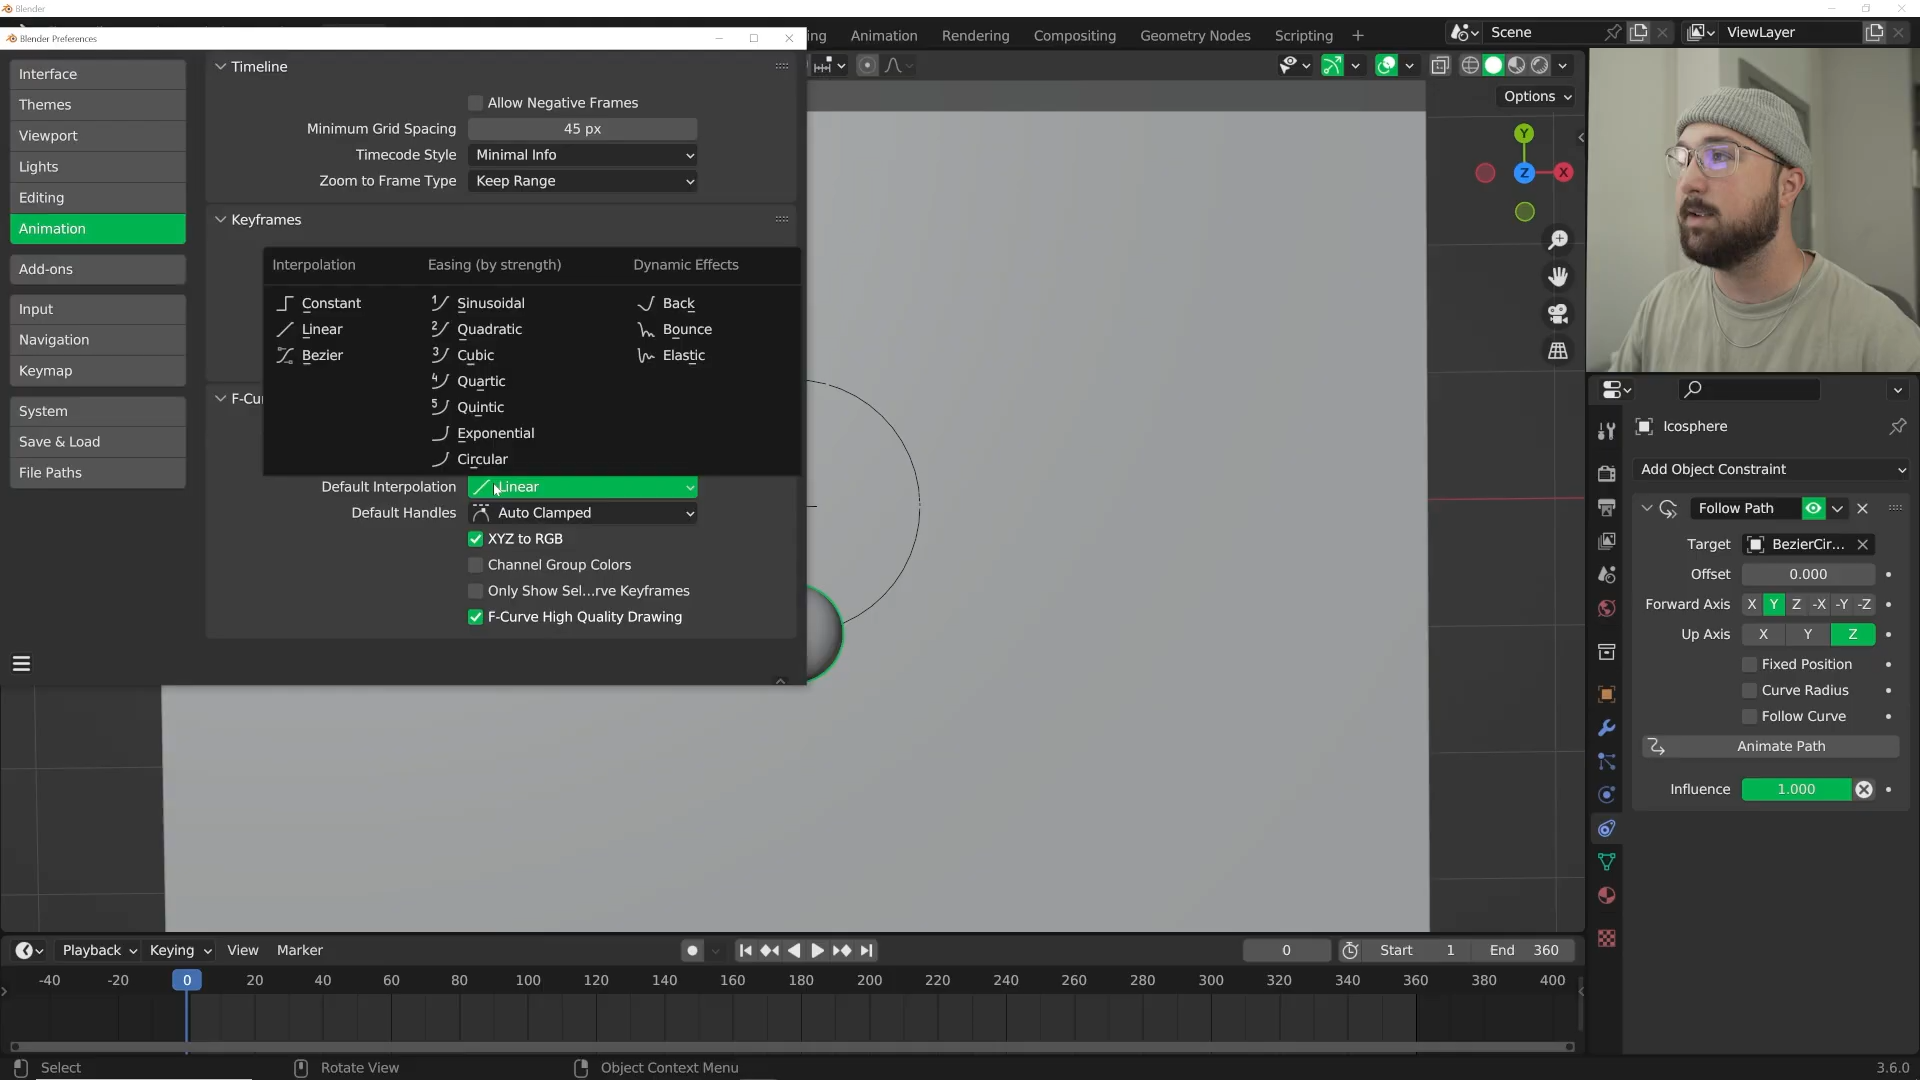 Blender
Blender Preferences
ing
Animation
Rendering
Compositing
Geometry Nodes
Scripting
Scene
ViewLayer
Interface
Themes
Viewport
Lights
Editing
Animation
Add-ons
Input
Navigation
Keymap
System
Save & Load
File Paths
Timeline
Allow Negative Frames
Minimum Grid Spacing 45 px
Timecode Style Minimal Info
Zoom to Frame Type Keep Range
Keyframes
Interpolation Easing (by strength) Dynamic Effects
Constant 1 Sinusoidal Back
Linear 2 Quadratic Bounce
Bezier 3 Cubic Elastic
4 Quartic
5 Quintic
Exponential
Circular
F-Cur
Default Interpolation Linear
Default Handles Auto Clamped
XYZ to RGB
Channel Group Colors
Only Show Sel...rve Keyframes
F-Curve High Quality Drawing
Options
Y
Z
X
Icosphere
Add Object Constraint
Follow Path
Target BezierCir...
Offset 0.000
Forward Axis X Y Z -X -Y -Z
Up Axis X Y Z
Fixed Position
Curve Radius
Follow Curve
Animate Path
Influence 1.000
Playback Keying View Marker
0 Start 1 End 360
-40 -20 0 20 40 60 80 100 120 140 160 180 200 220 240 260 280 300 320 340 360 380 400
Select Rotate View Object Context Menu 3.6.0